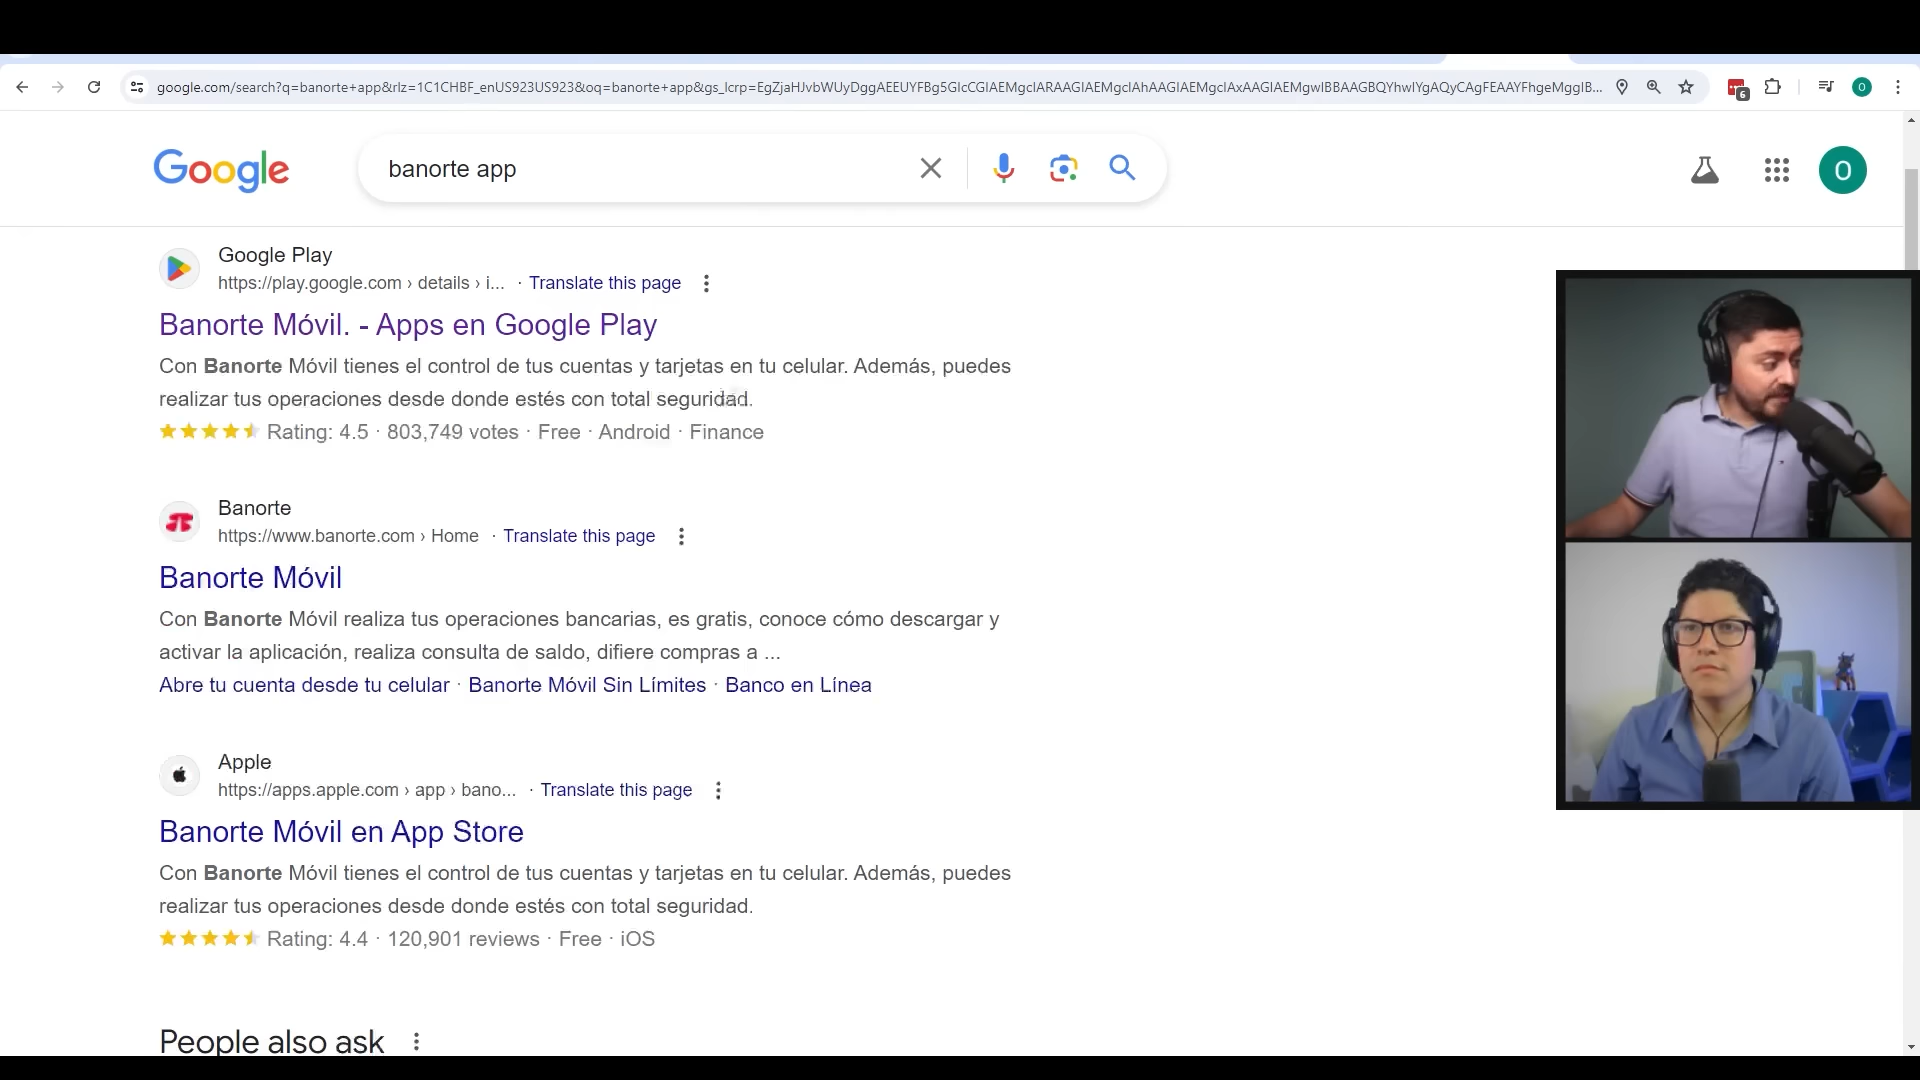 google.com/search?q=banorte+app&rlz=1C1CHBF_enUS923US923&oq=banorte+app&gs_lcrp=
6
O
Google
banorte app
O
Google Play
https://play.google.com › details › i... · Translate this page
Banorte Móvil. - Apps en Google Play
Con Banorte Móvil tienes el control de tus cuentas y tarjetas en tu celular. Además, puedes
realizar tus operaciones desde donde estés con total seguridad.
Rating: 4.5 · 803,749 votes · Free · Android · Finance
Banorte
https://www.banorte.com › Home · Translate this page
Banorte Móvil
Con Banorte Móvil realiza tus operaciones bancarias, es gratis, conoce cómo descargar y
activar la aplicación, realiza consulta de saldo, difiere compras a ...
Abre tu cuenta desde tu celular · Banorte Móvil Sin Límites · Banco en Línea
Apple
https://apps.apple.com › app › bano... · Translate this page
Banorte Móvil en App Store
Con Banorte Móvil tienes el control de tus cuentas y tarjetas en tu celular. Además, puedes
realizar tus operaciones desde donde estés con total seguridad.
Rating: 4.4 · 120,901 reviews · Free · iOS
People also ask